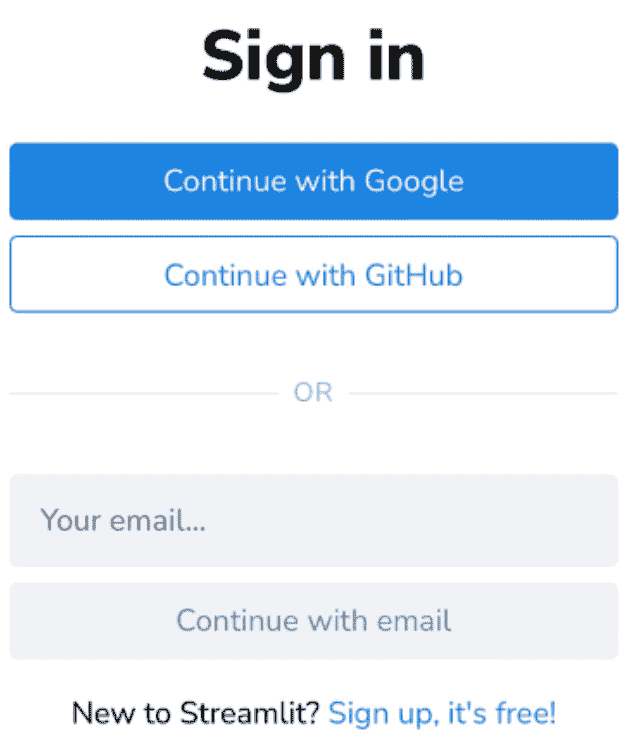 Sign in
Continue with Google
Continue with GitHub
OR
Your email...
Continue with email
New to Streamlit? Sign up, it's free!